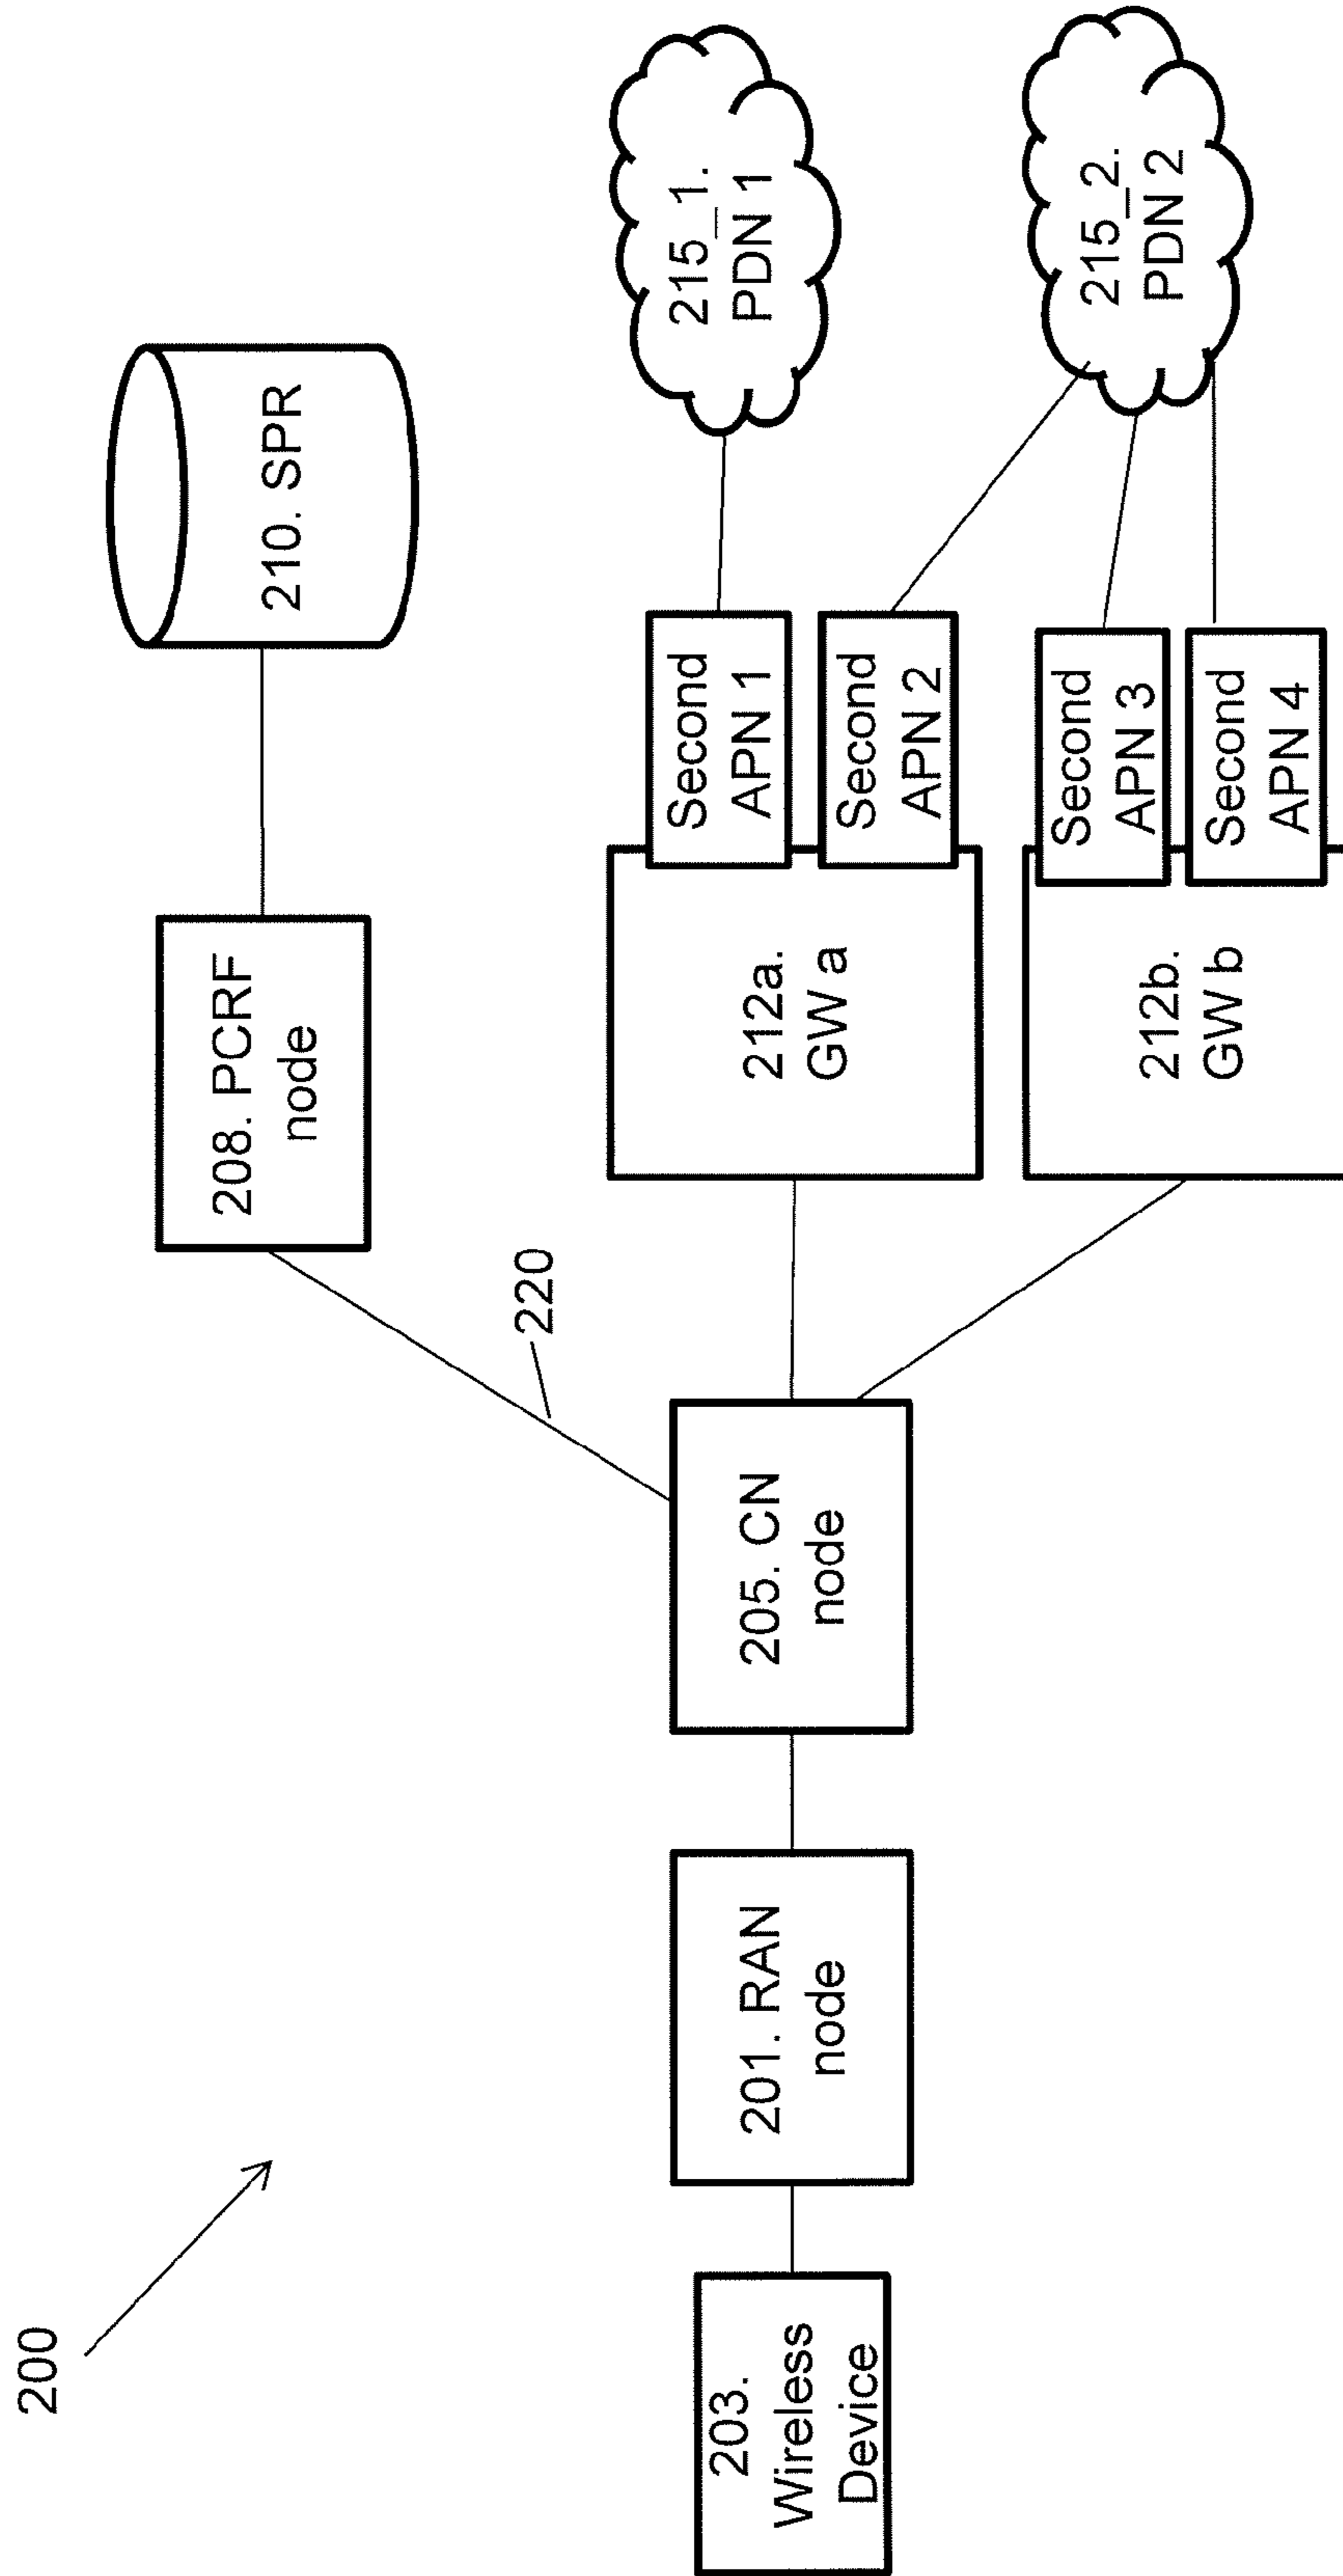 200
203.
Wireless
Device
201. RAN
node
205. CN
node
220
208. PCRF
node
210. SPR
212a.
GW a
Second
APN 1
Second
APN 2
215_1.
PDN 1
212b.
GW b
Second
APN 3
Second
APN 4
215_2.
PDN 2